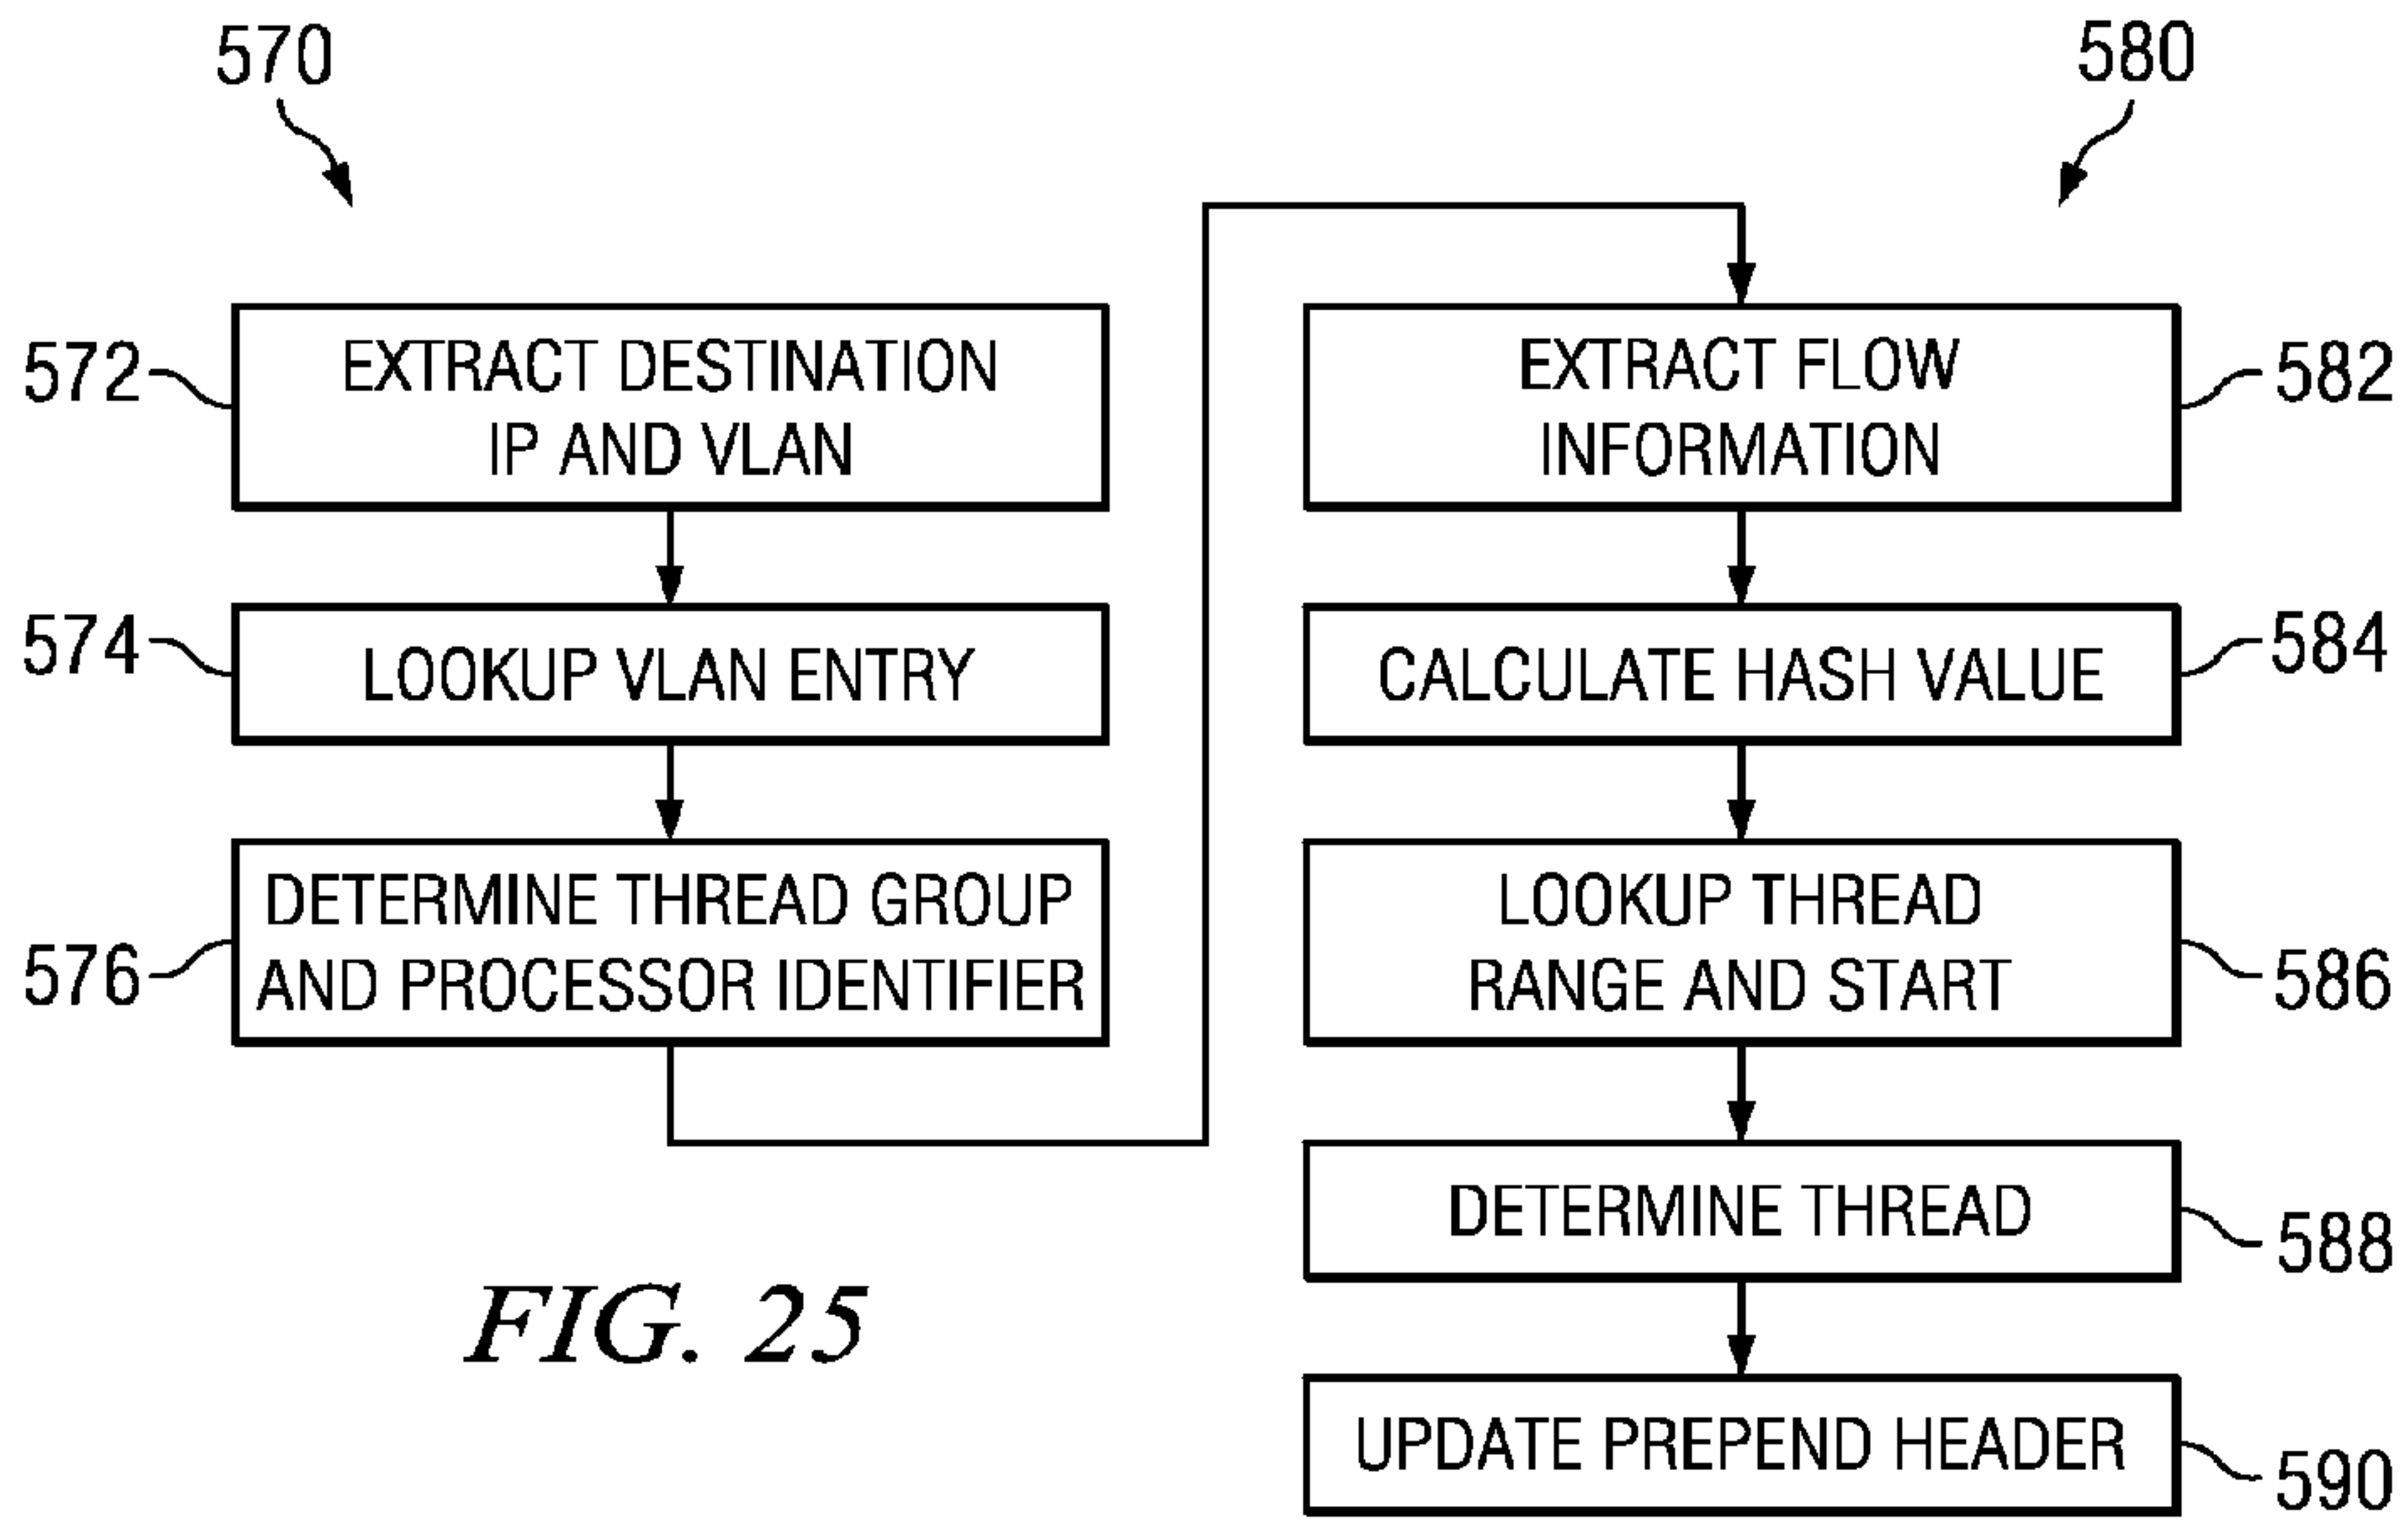 570
572
EXTRACT DESTINATION
IP AND VLAN
574
LOOKUP VLAN ENTRY
576
DETERMINE THREAD GROUP
AND PROCESSOR IDENTIFIER
580
582
EXTRACT FLOW
INFORMATION
584
CALCULATE HASH VALUE
586
LOOKUP THREAD
RANGE AND START
588
DETERMINE THREAD
590
UPDATE PREPEND HEADER
FIG. 25